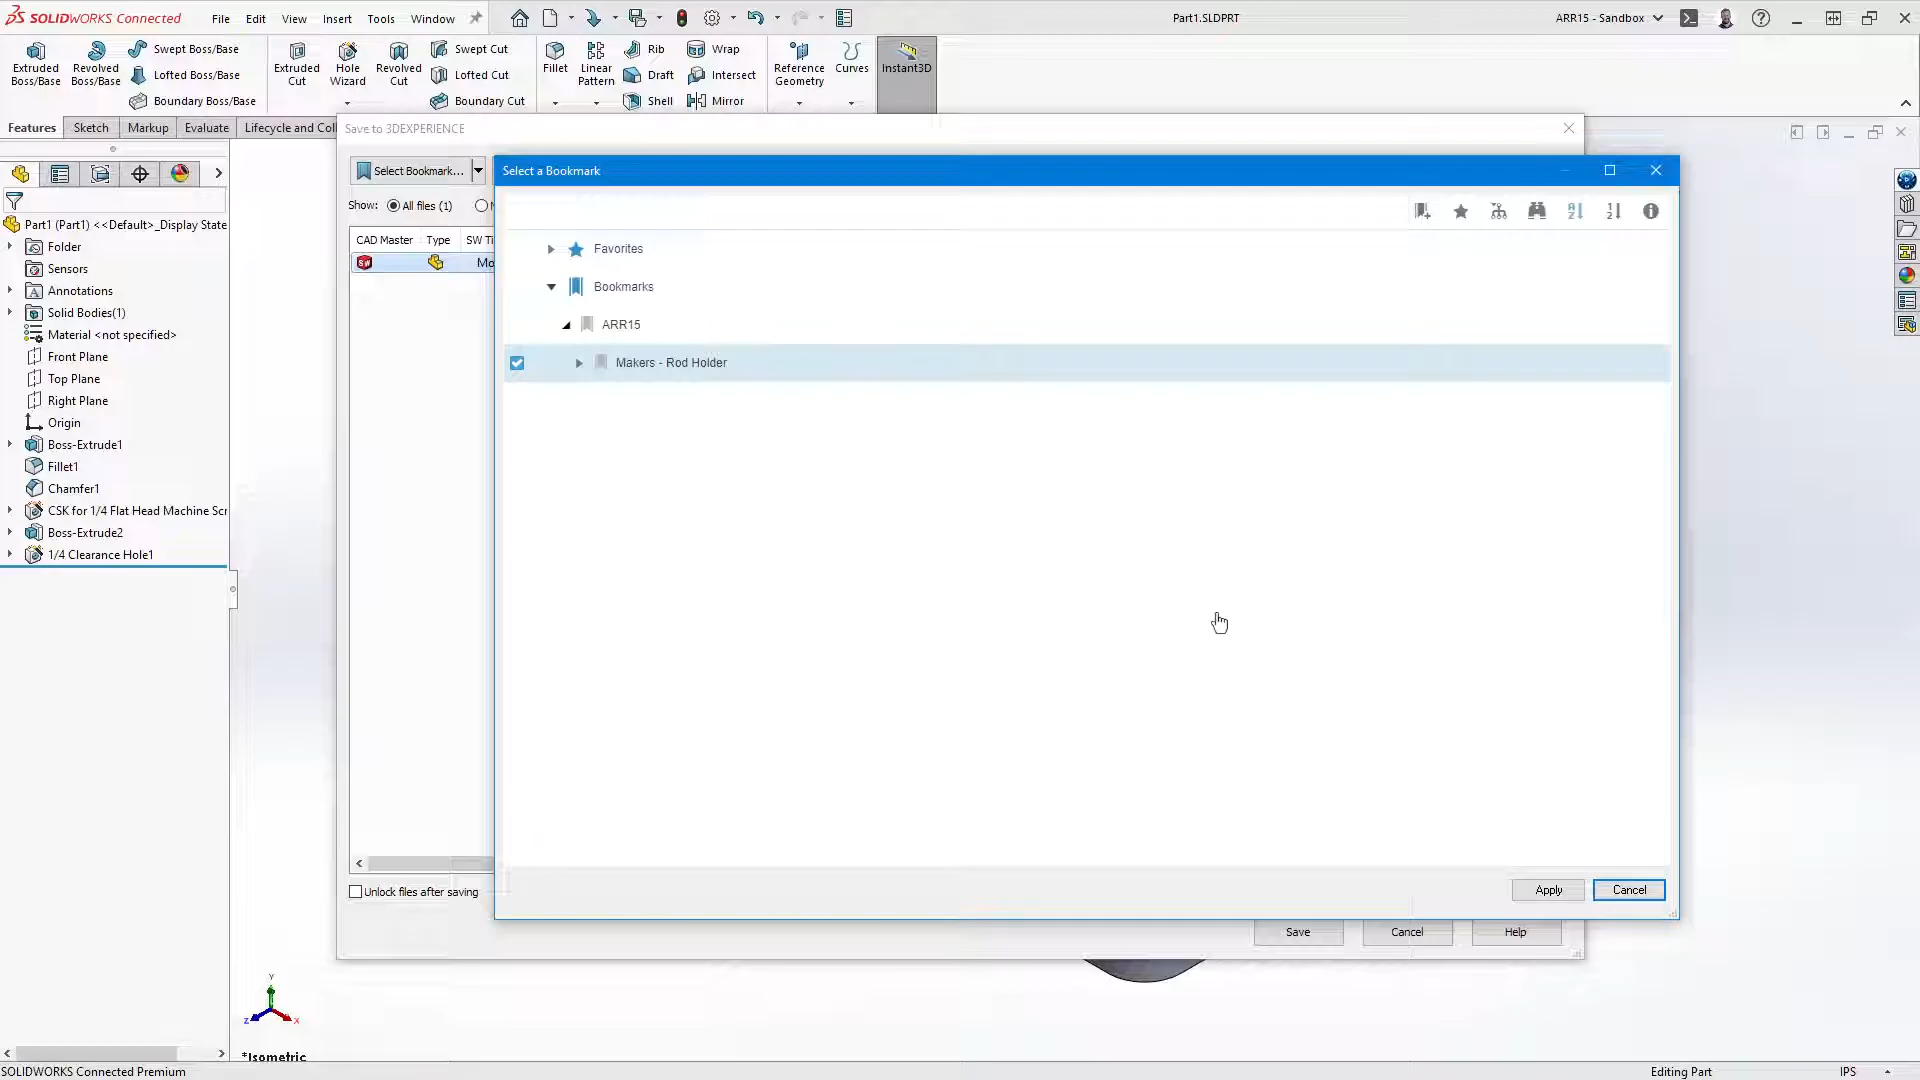 SOLIDWORKS Connected
File Edit View Insert Tools Window
Part1.SLDPRT
ARR15 - Sandbox
Extruded Boss/Base
Revolved Boss/Base
Swept Boss/Base
Lofted Boss/Base
Boundary Boss/Base
Extruded Cut
Hole Wizard
Revolved Cut
Swept Cut
Lofted Cut
Boundary Cut
Fillet
Linear Pattern
Rib
Draft
Shell
Wrap
Intersect
Mirror
Reference Geometry
Curves
Instant3D
Features Sketch Markup Evaluate Lifecycle and Coll
Save to 3DEXPERIENCE
Select Bookmark...
Show: All files (1)
CAD Master Type SW Ti
Mo
Unlock files after saving
Save Cancel Help
Select a Bookmark
Favorites
Bookmarks
ARR15
Makers - Rod Holder
Apply Cancel
Part1 (Part1) <<Default>_Display State
Folder
Sensors
Annotations
Solid Bodies(1)
Material <not specified>
Front Plane
Top Plane
Right Plane
Origin
Boss-Extrude1
Fillet1
Chamfer1
CSK for 1/4 Flat Head Machine Scr
Boss-Extrude2
1/4 Clearance Hole1
Y
Z X
*Isometric
SOLIDWORKS Connected Premium
Editing Part
IPS